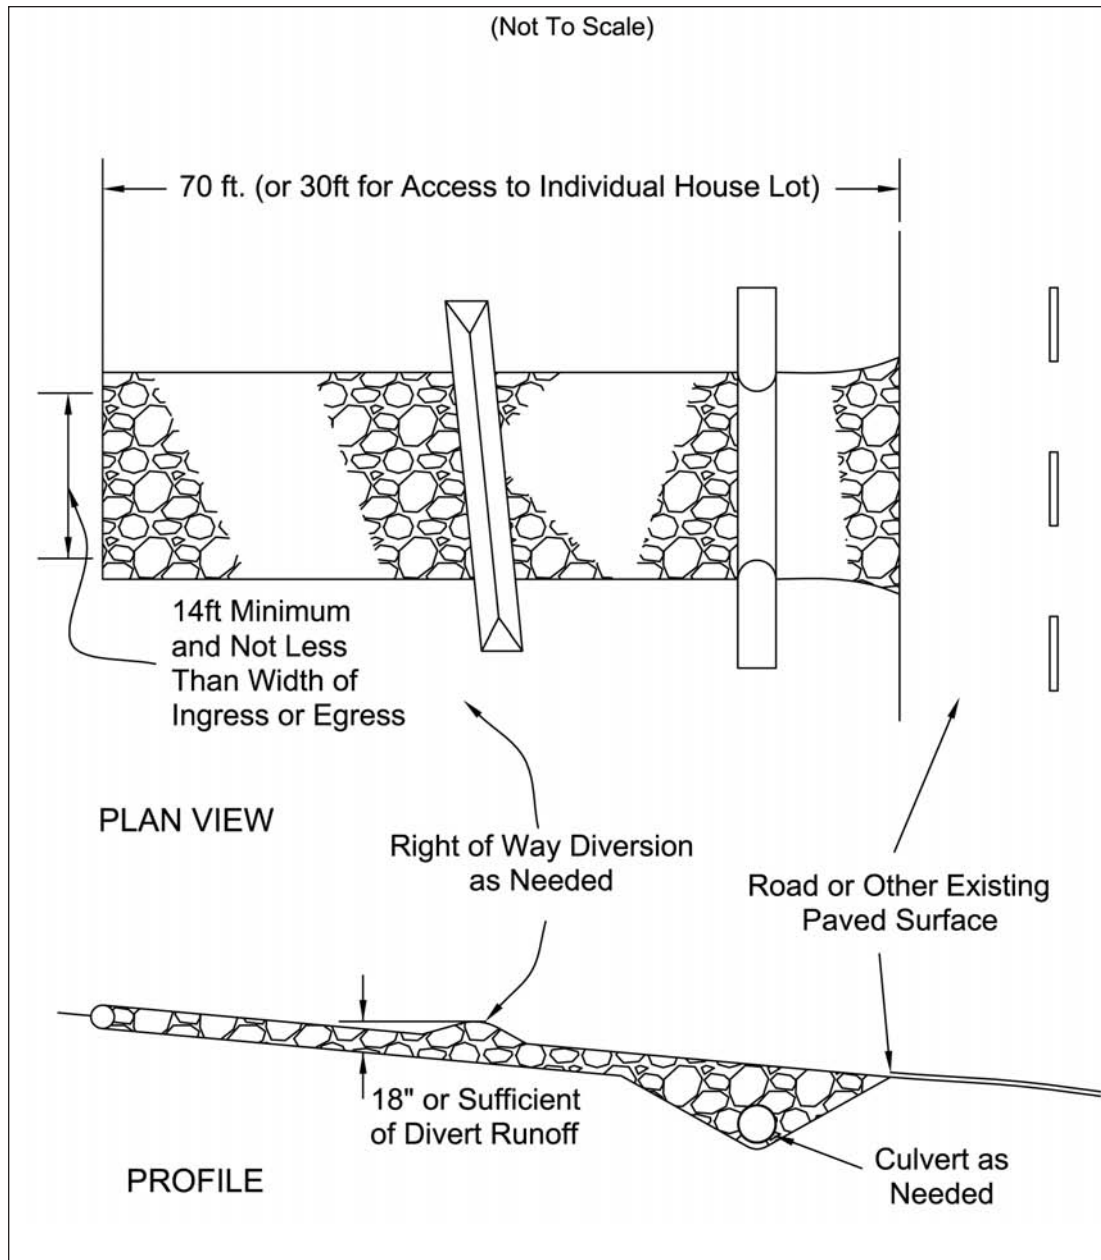 (Not To Scale)
70 ft. (or 30ft for Access to Individual House Lot)
14ft Minimum
and Not Less
Than Width of
Ingress or Egress
PLAN VIEW
Right of Way Diversion
as Needed
Road or Other Existing
Paved Surface
18" or Sufficient
of Divert Runoff
Culvert as
Needed
PROFILE